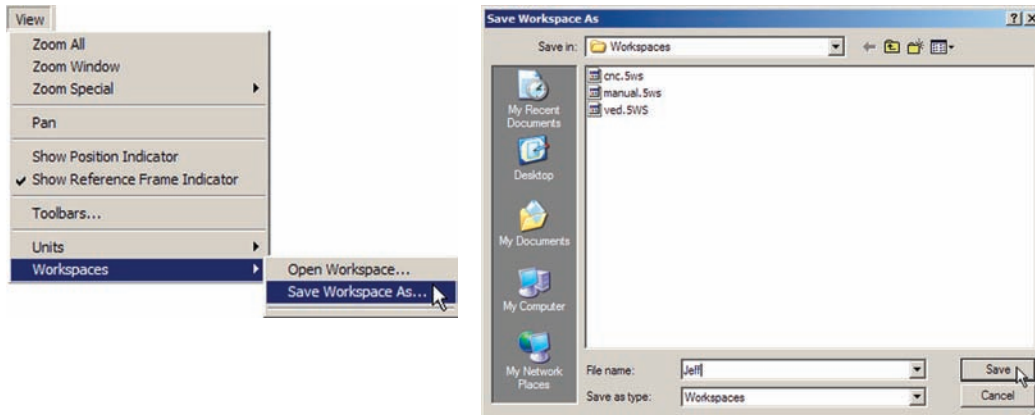 View
Zoom All
Zoom Window
Zoom Special
Pan
Show Position Indicator
Show Reference Frame Indicator
Toolbars...
Units
Workspaces
Open Workspace...
Save Workspace As...
Save Workspace As
Save in:
Workspaces
My Recent
Documents
Desktop
My Documents
My Computer
My Network
Places
cnc.5ws
manual.5ws
ved.5WS
File name:
Jeff
Save
Save as type:
Workspaces
Cancel